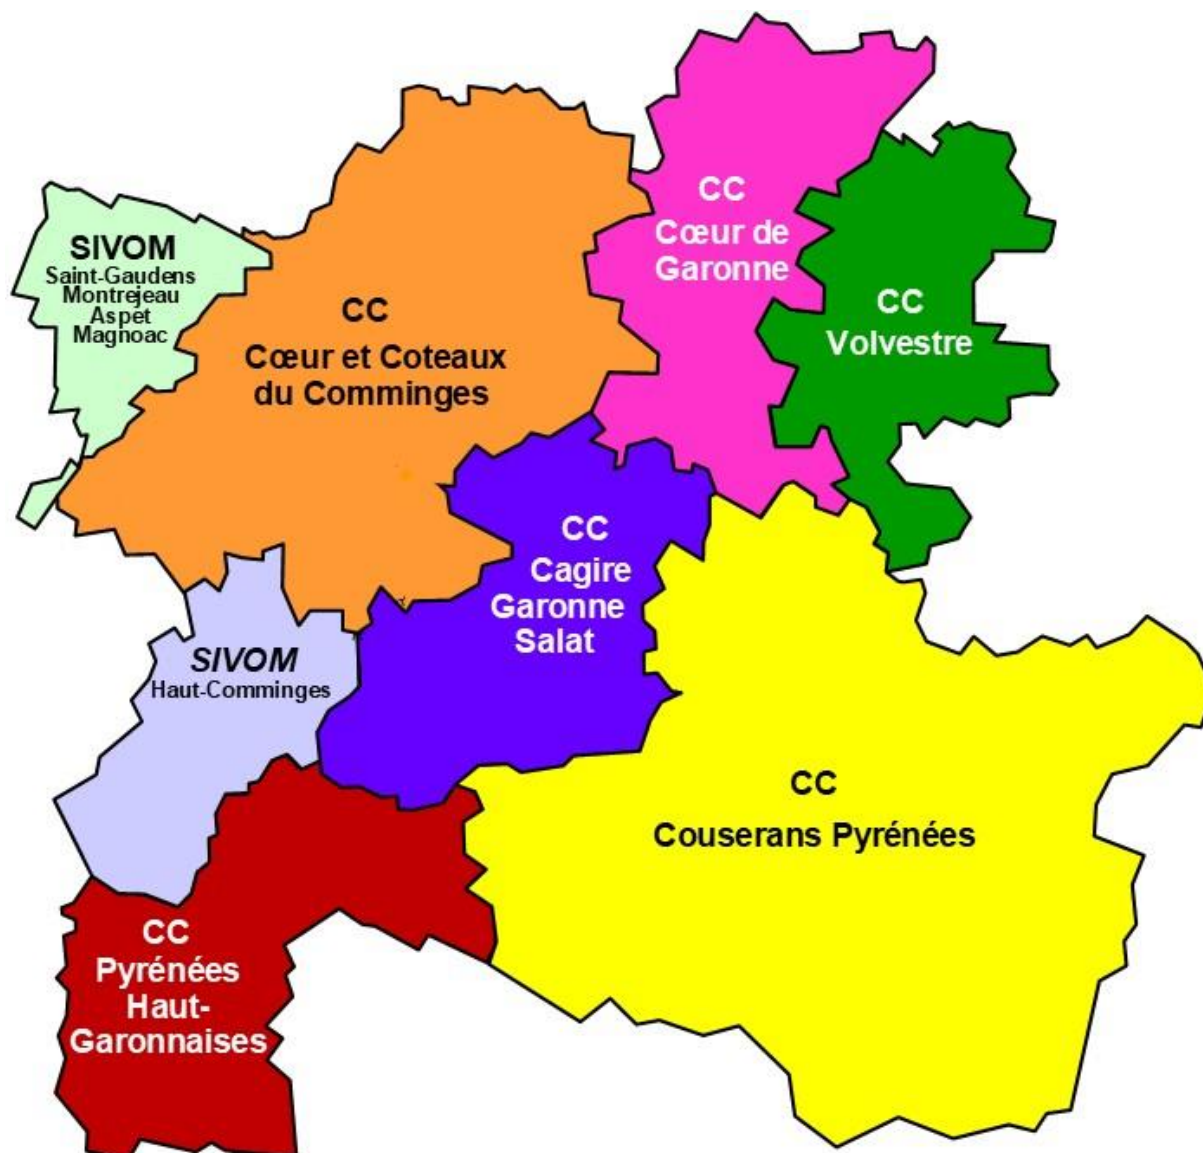 CC
Cœur de
Garonne
SIVOM
Saint-Gaudens
Montrejeau
Aspet
Magnoac
CC
Cœur et Coteaux
du Comminges
CC
Volvestre
CC
Cagire
Garonne
Salat
SIVOM
Haut-Comminges
CC
Couserans Pyrénées
CC
Pyrénées
Haut-
Garonnaises